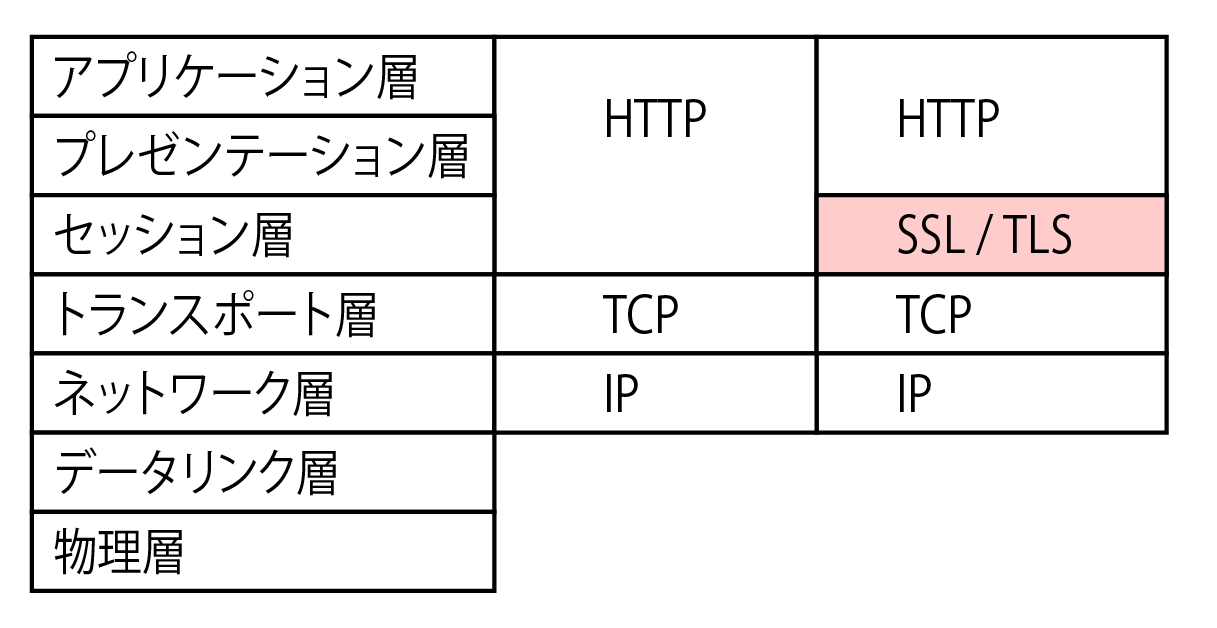 アプリケーション層
HTTP
HTTP
プレゼンテーション層
セッション層
SSL / TLS
トランスポート層
TCP
TCP
ネットワーク層
IP
IP
データリンク層
物理層